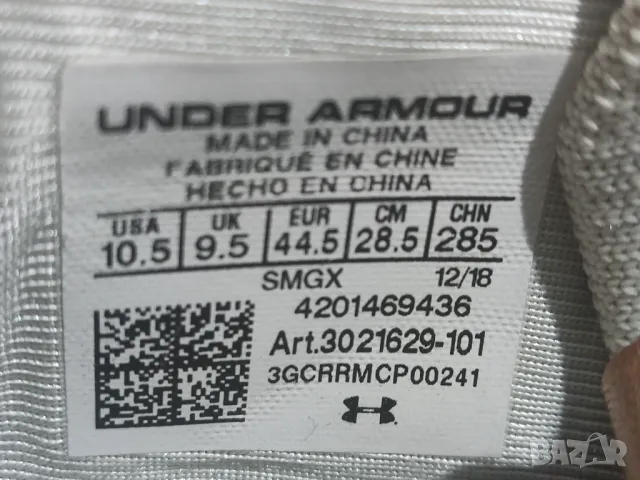 UNDER ARMOUR
MADE IN CHINA
FABRIQUÉ EN CHINE
HECHO EN CHINA
USA UK EUR CM CHN
10.5 9.5 44.5 28.5 285
SMGX 12/18
4201469436
Art.3021629-101
3GCRRMCP00241
BAZAR